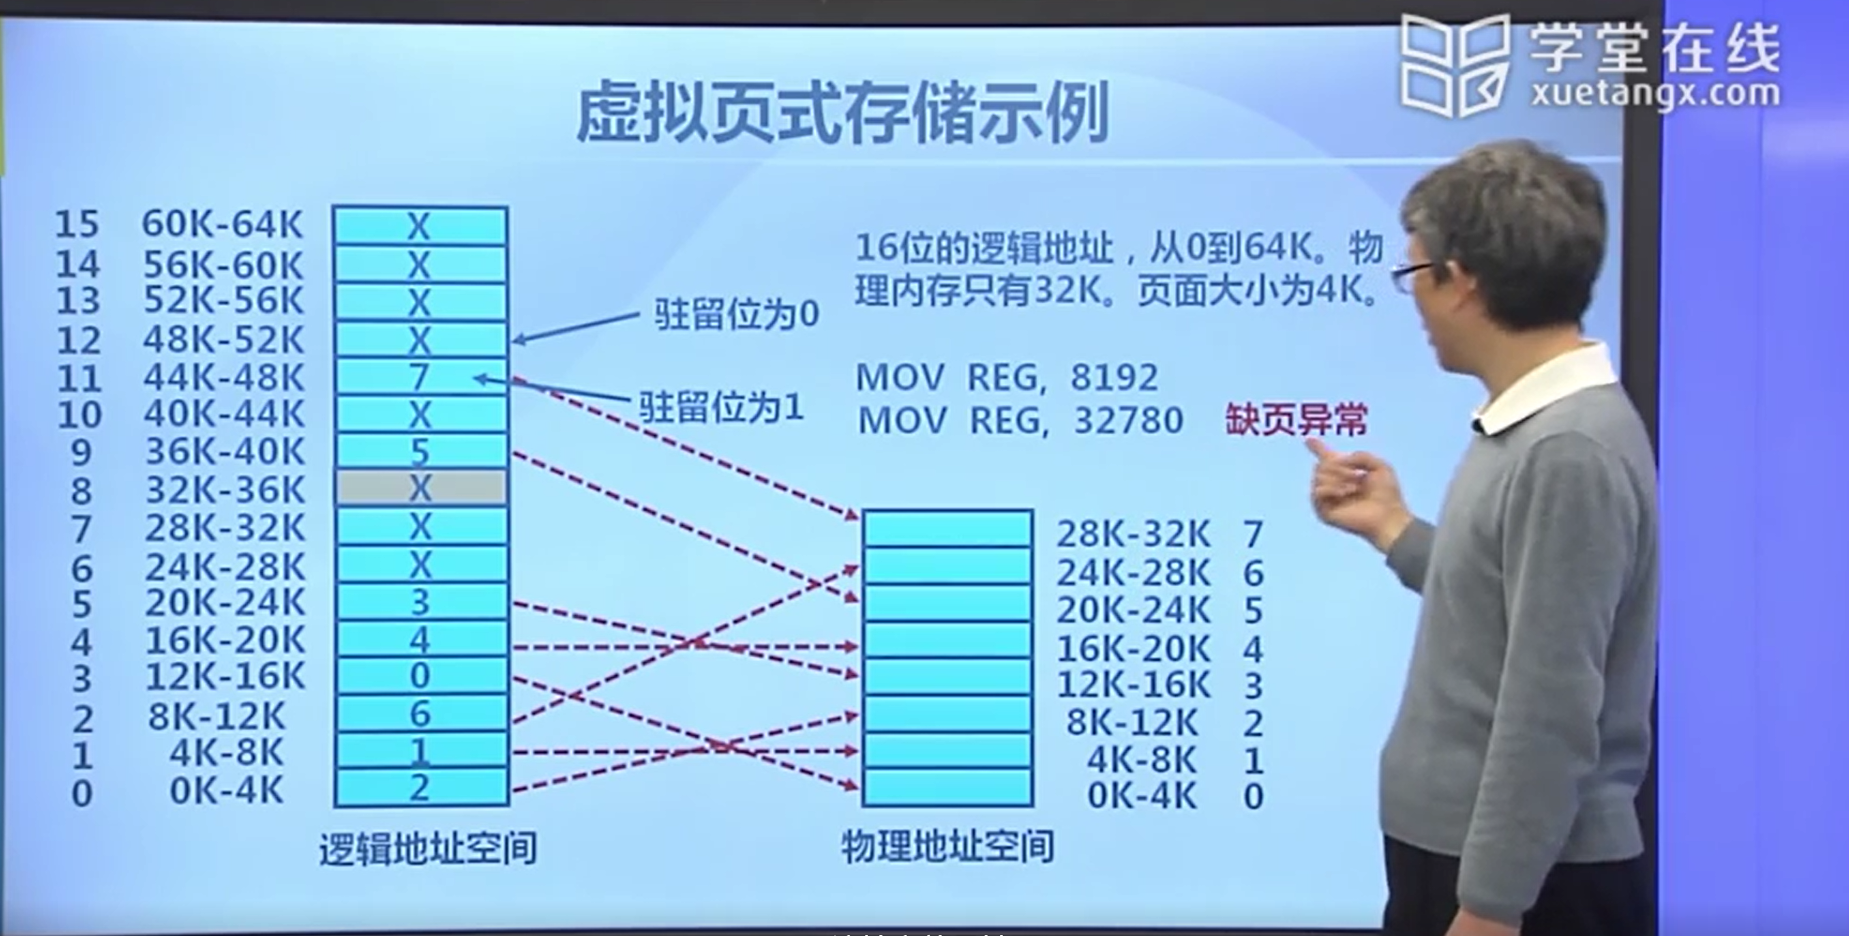 学堂在线
xuetangx.com
虚拟页式存储示例
16位的逻辑地址，从0到64K。物
理内存只有32K。页面大小为4K。
驻留位为0
驻留位为1
MOV REG, 8192
MOV REG, 32780 缺页异常
15 60K-64K X
14 56K-60K X
13 52K-56K X
12 48K-52K X
11 44K-48K 7
10 40K-44K X
9 36K-40K 5
8 32K-36K X
7 28K-32K X
6 24K-28K X
5 20K-24K 3
4 16K-20K 4
3 12K-16K 0
2 8K-12K 6
1 4K-8K 1
0 0K-4K 2
逻辑地址空间
28K-32K 7
24K-28K 6
20K-24K 5
16K-20K 4
12K-16K 3
8K-12K 2
4K-8K 1
0K-4K 0
物理地址空间